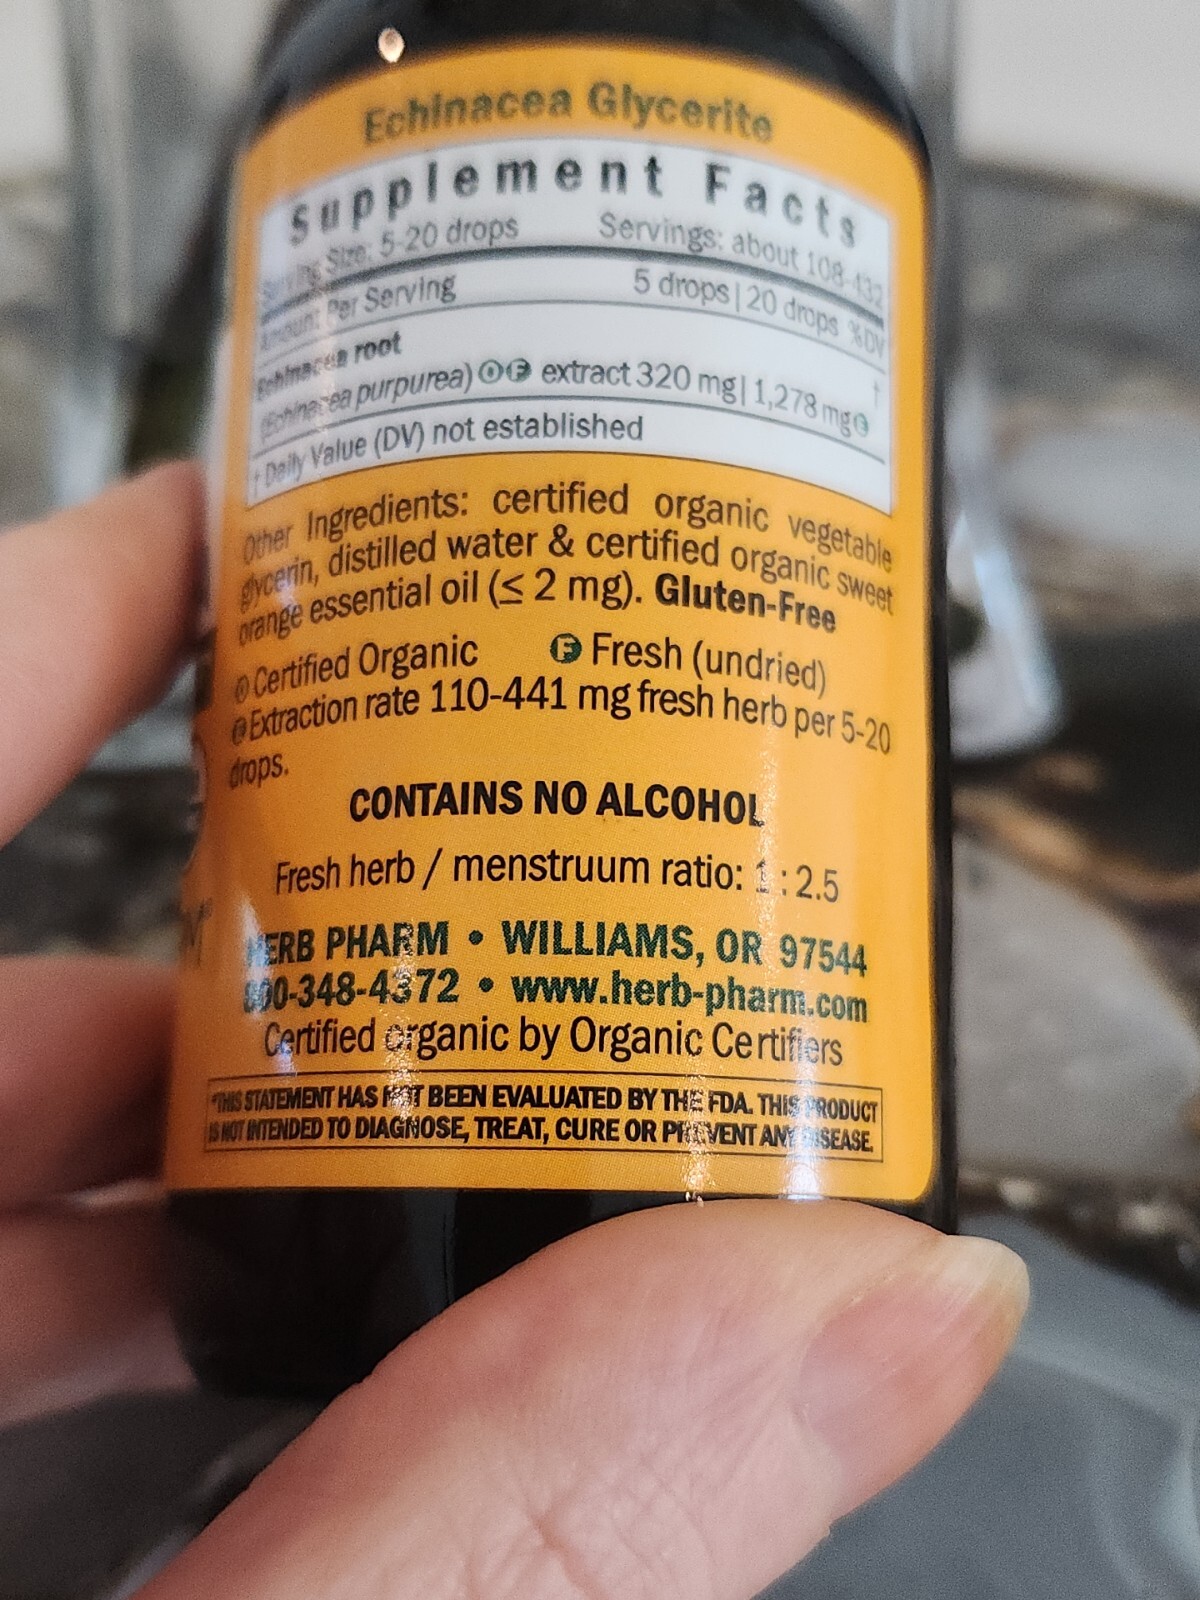 Echinacea Glycerite
Supplement Facts
Serving Size: 5-20 drops Servings: about 108-432
Amount Per Serving 5 drops | 20 drops %DV
Echinacea root
(Echinacea purpurea) Ⓞ Ⓕ extract 320 mg | 1,278 mg Ⓔ †
† Daily Value (DV) not established
Other Ingredients: certified organic vegetable
glycerin, distilled water & certified organic sweet
orange essential oil (≤ 2 mg). Gluten-Free
Ⓞ Certified Organic Ⓕ Fresh (undried)
Ⓔ Extraction rate 110-441 mg fresh herb per 5-20
drops.
CONTAINS NO ALCOHOL
Fresh herb / menstruum ratio: 1 : 2.5
HERB PHARM • WILLIAMS, OR 97544
800-348-4372 • www.herb-pharm.com
Certified organic by Organic Certifiers
*THIS STATEMENT HAS NOT BEEN EVALUATED BY THE FDA. THIS PRODUCT
IS NOT INTENDED TO DIAGNOSE, TREAT, CURE OR PREVENT ANY DISEASE.